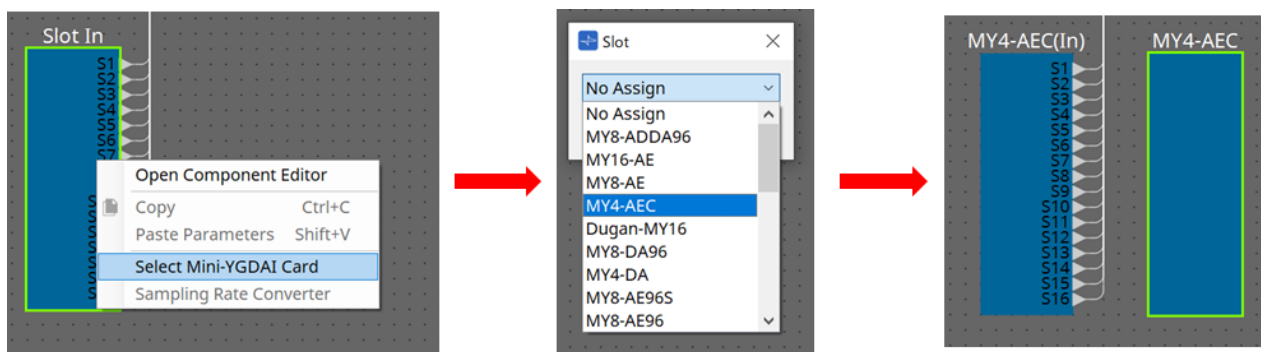 Slot In
S1
S2
S3
S4
S5
S6
S7
Open Component Editor
Copy Ctrl+C
Paste Parameters Shift+V
Select Mini-YGDAI Card
Sampling Rate Converter
S
S
S
S
S
S
S
Slot
No Assign
No Assign
MY8-ADDA96
MY16-AE
MY8-AE
MY4-AEC
Dugan-MY16
MY8-DA96
MY4-DA
MY8-AE96S
MY8-AE96
MY4-AEC(In)
S1
S2
S3
S4
S5
S6
S7
S8
S9
S10
S11
S12
S13
S14
S15
S16
MY4-AEC